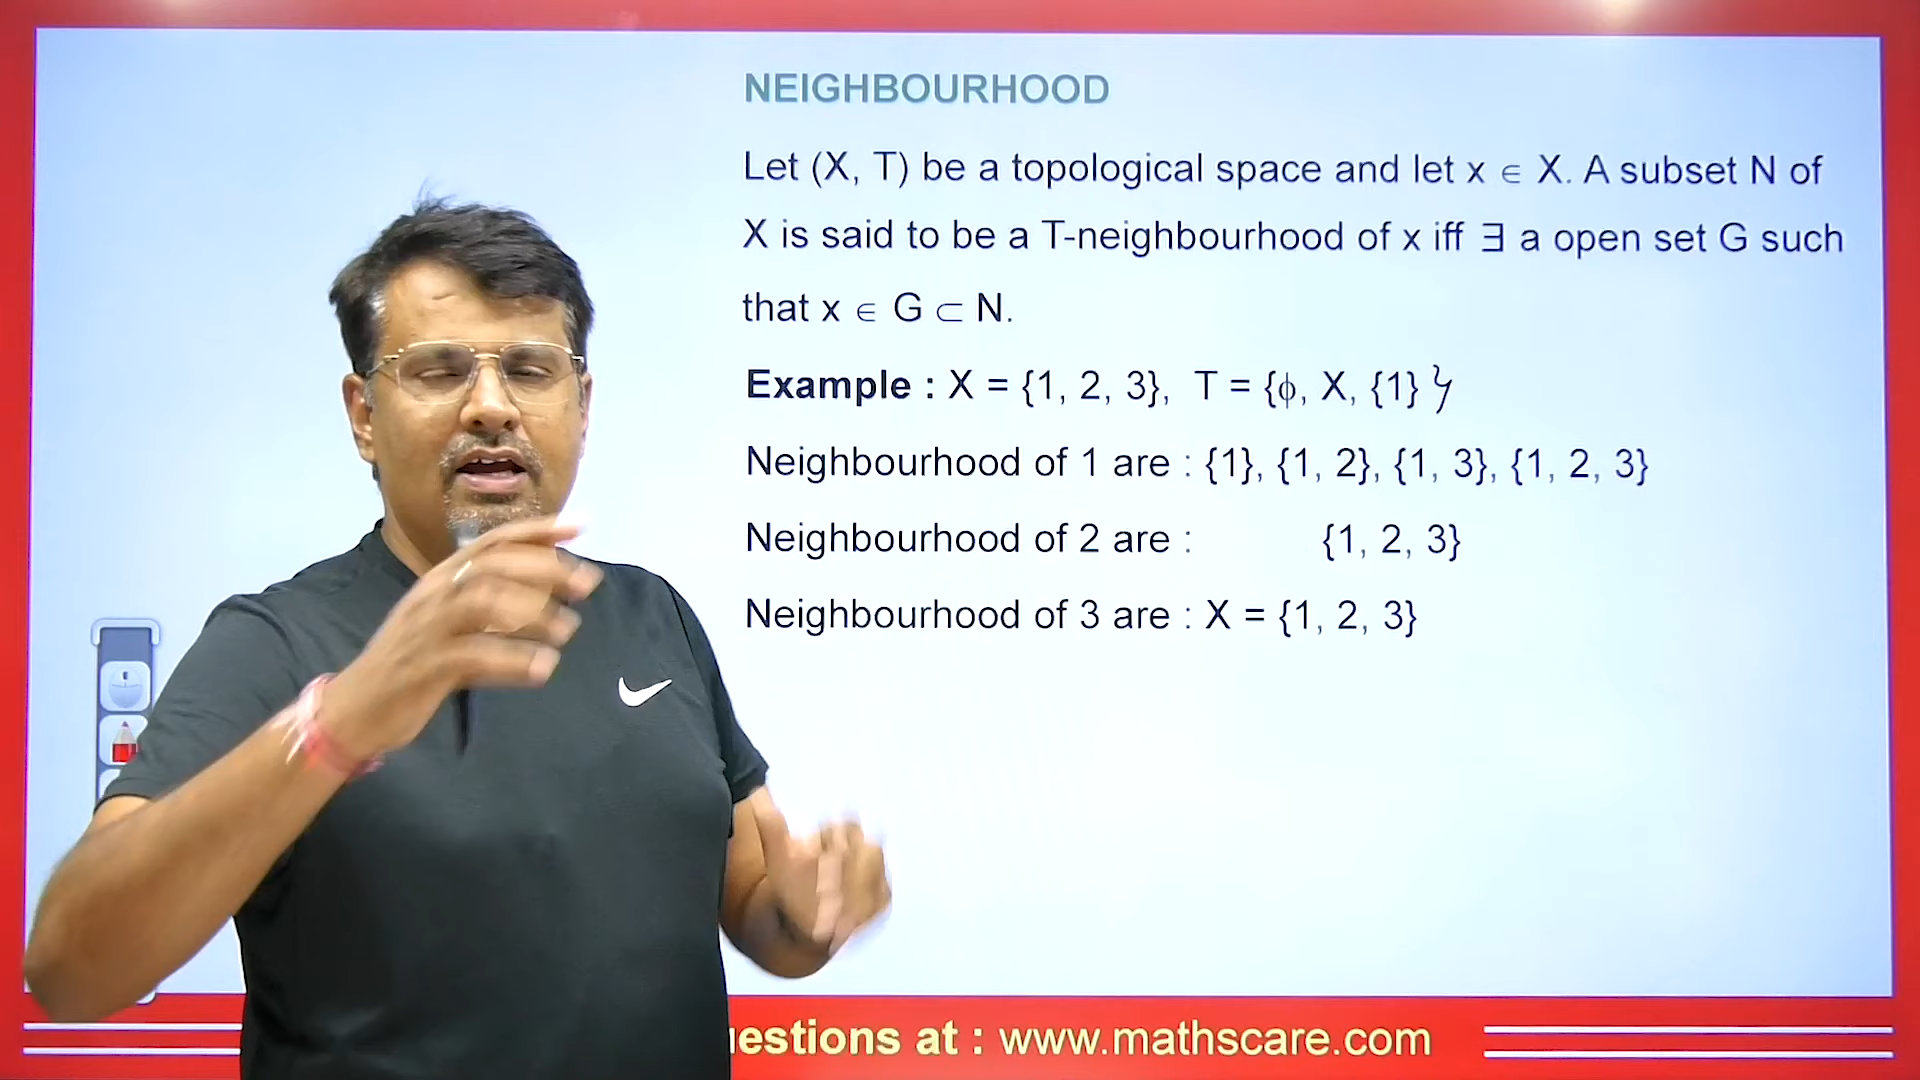 NEIGHBOURHOOD
Let (X, T) be a topological space and let x ∈ X. A subset N of
X is said to be a T-neighbourhood of x iff ∃ a open set G such
that x ∈ G ⊂ N.
Example : X = {1, 2, 3}, T = {ϕ, X, {1} }
Neighbourhood of 1 are : {1}, {1, 2}, {1, 3}, {1, 2, 3}
Neighbourhood of 2 are : {1, 2, 3}
Neighbourhood of 3 are : X = {1, 2, 3}
at : www.mathscare.com